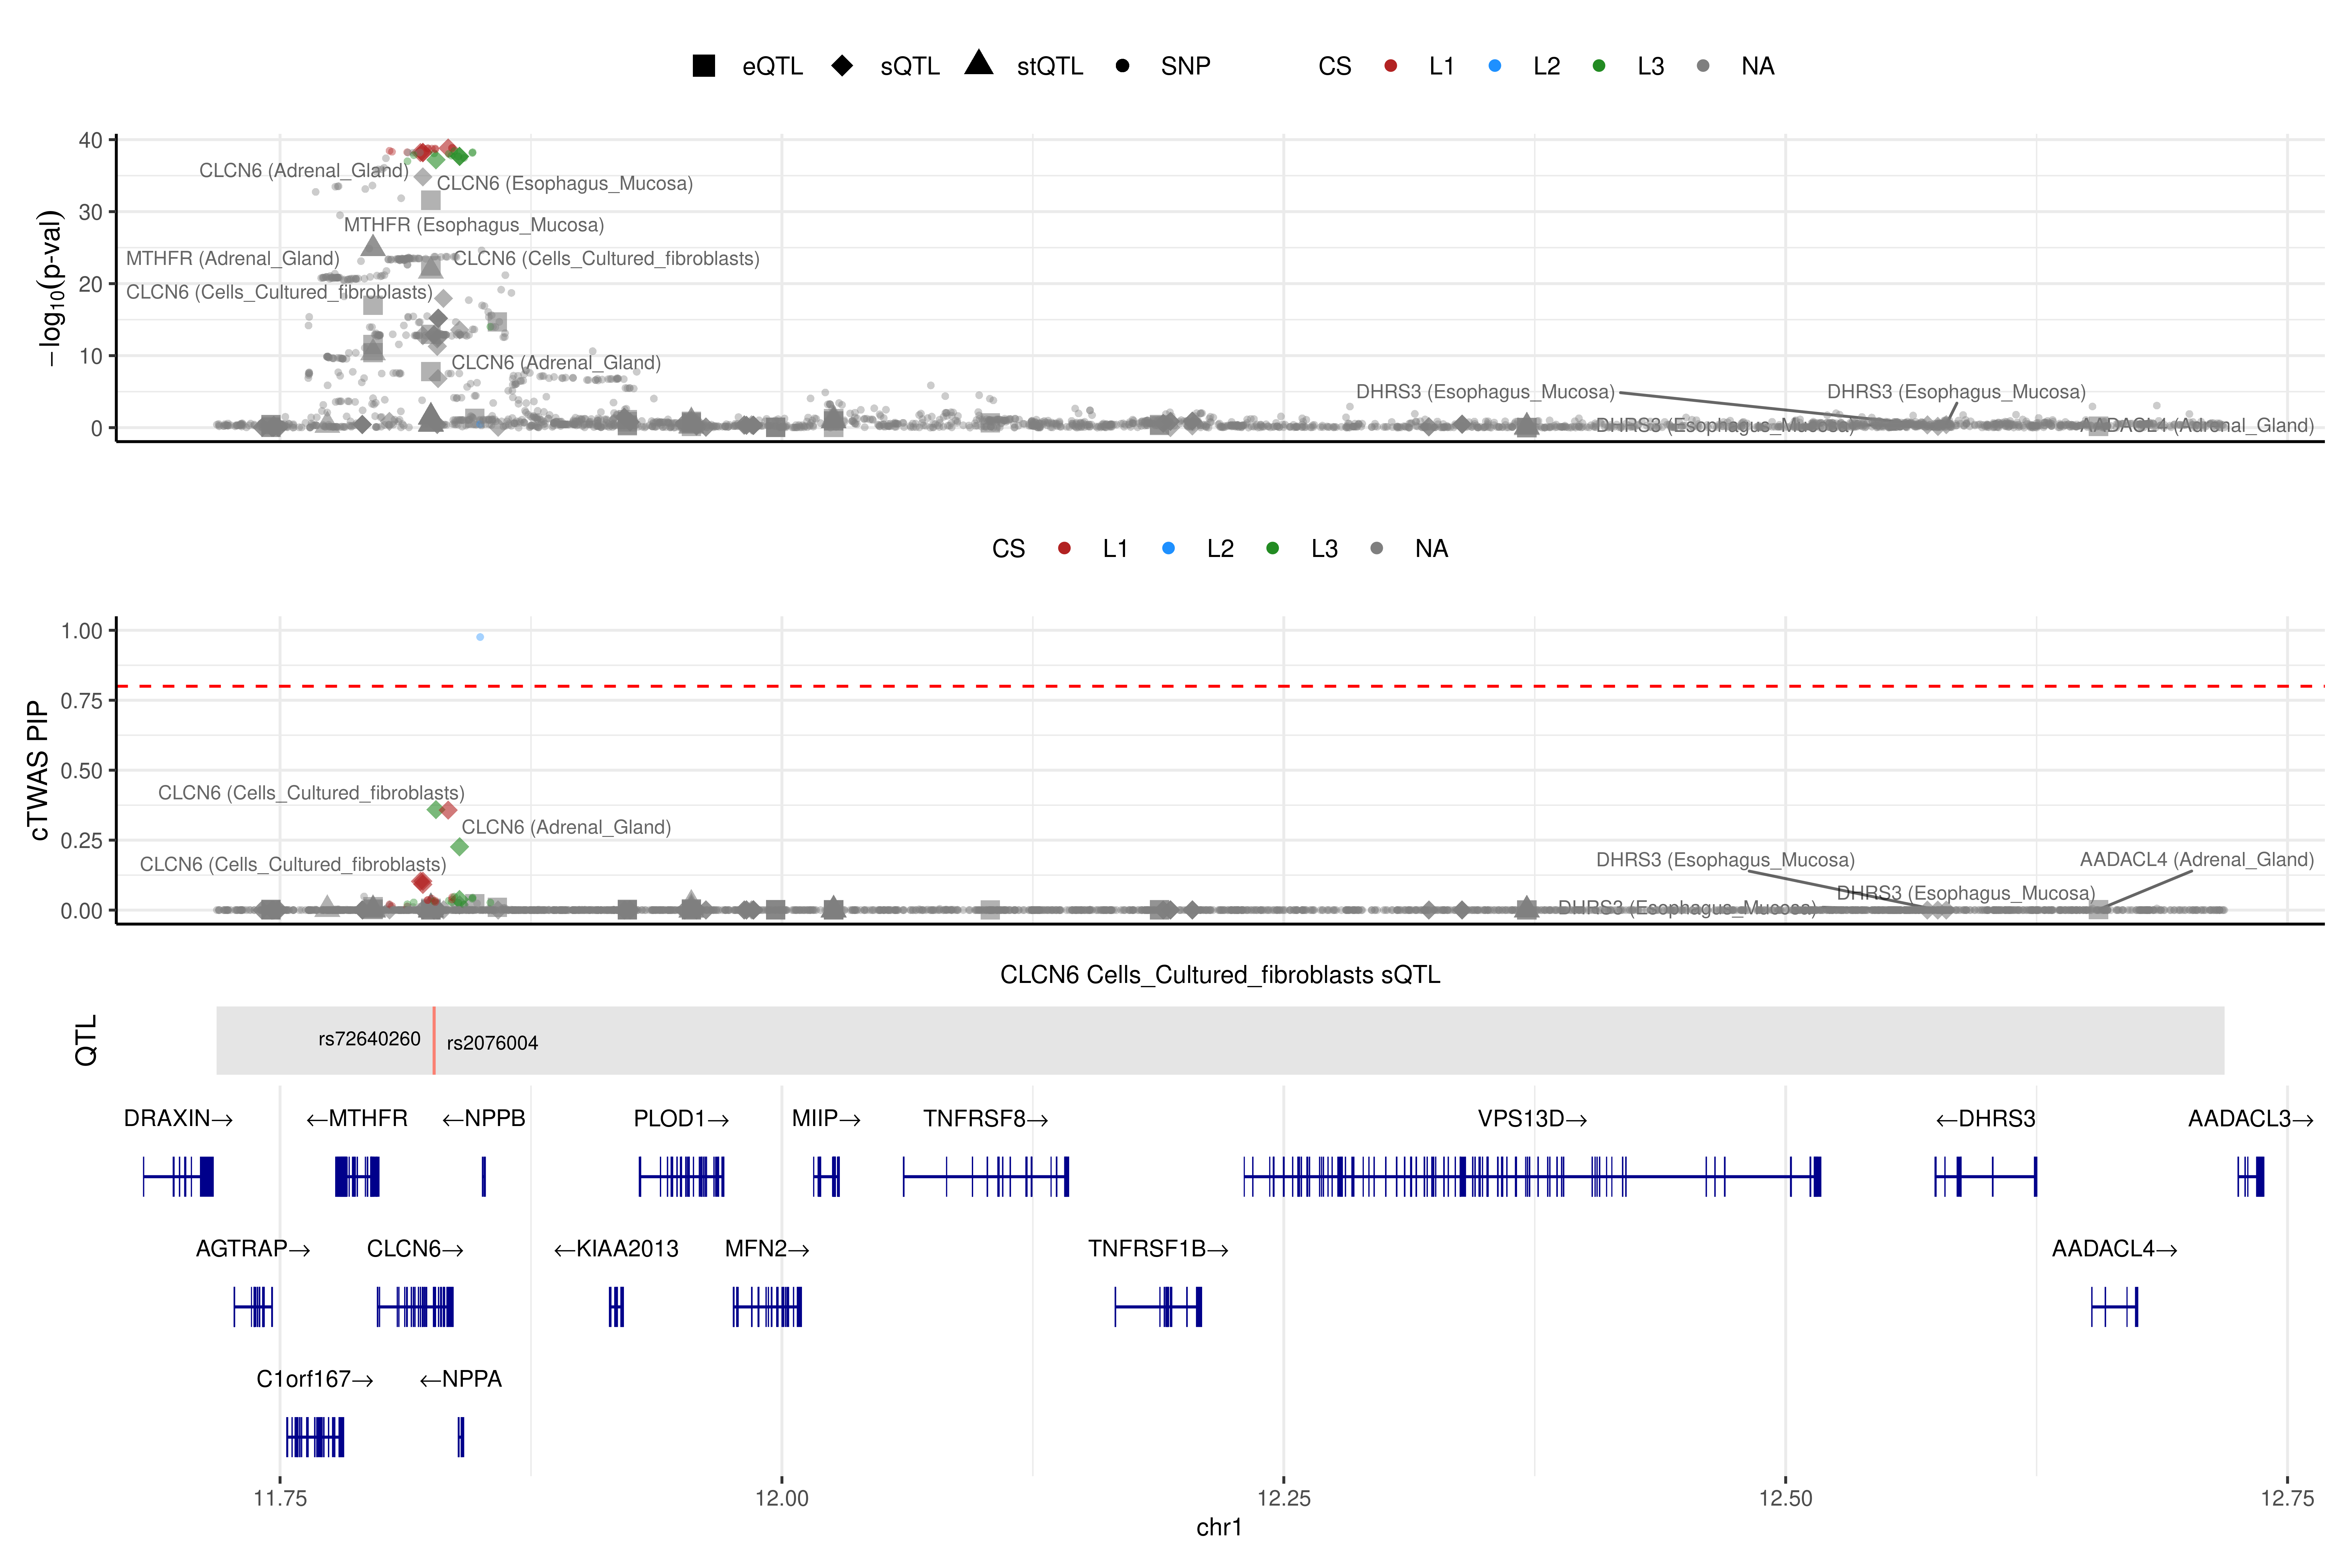 eQTL sQTL stQTL SNP CS L1 L2 L3 NA
40
30
20
10
0
−log10(p-val)
CLCN6 (Adrenal_Gland)
CLCN6 (Esophagus_Mucosa)
MTHFR (Esophagus_Mucosa)
MTHFR (Adrenal_Gland)
CLCN6 (Cells_Cultured_fibroblasts)
CLCN6 (Cells_Cultured_fibroblasts)
CLCN6 (Adrenal_Gland)
DHRS3 (Esophagus_Mucosa)
DHRS3 (Esophagus_Mucosa)
DHRS3 (Esophagus_Mucosa)
AADACL4 (Adrenal_Gland)
CS L1 L2 L3 NA
1.00
0.75
0.50
0.25
0.00
cTWAS PIP
CLCN6 (Cells_Cultured_fibroblasts)
CLCN6 (Adrenal_Gland)
CLCN6 (Cells_Cultured_fibroblasts)
DHRS3 (Esophagus_Mucosa)
AADACL4 (Adrenal_Gland)
DHRS3 (Esophagus_Mucosa)
DHRS3 (Esophagus_Mucosa)
CLCN6 Cells_Cultured_fibroblasts sQTL
QTL
rs72640260
rs2076004
DRAXIN→ ←MTHFR ←NPPB PLOD1→ MIIP→ TNFRSF8→ VPS13D→ ←DHRS3 AADACL3→
AGTRAP→ CLCN6→ ←KIAA2013 MFN2→ TNFRSF1B→ AADACL4→
C1orf167→ ←NPPA
11.75 12.00 12.25 12.50 12.75
chr1